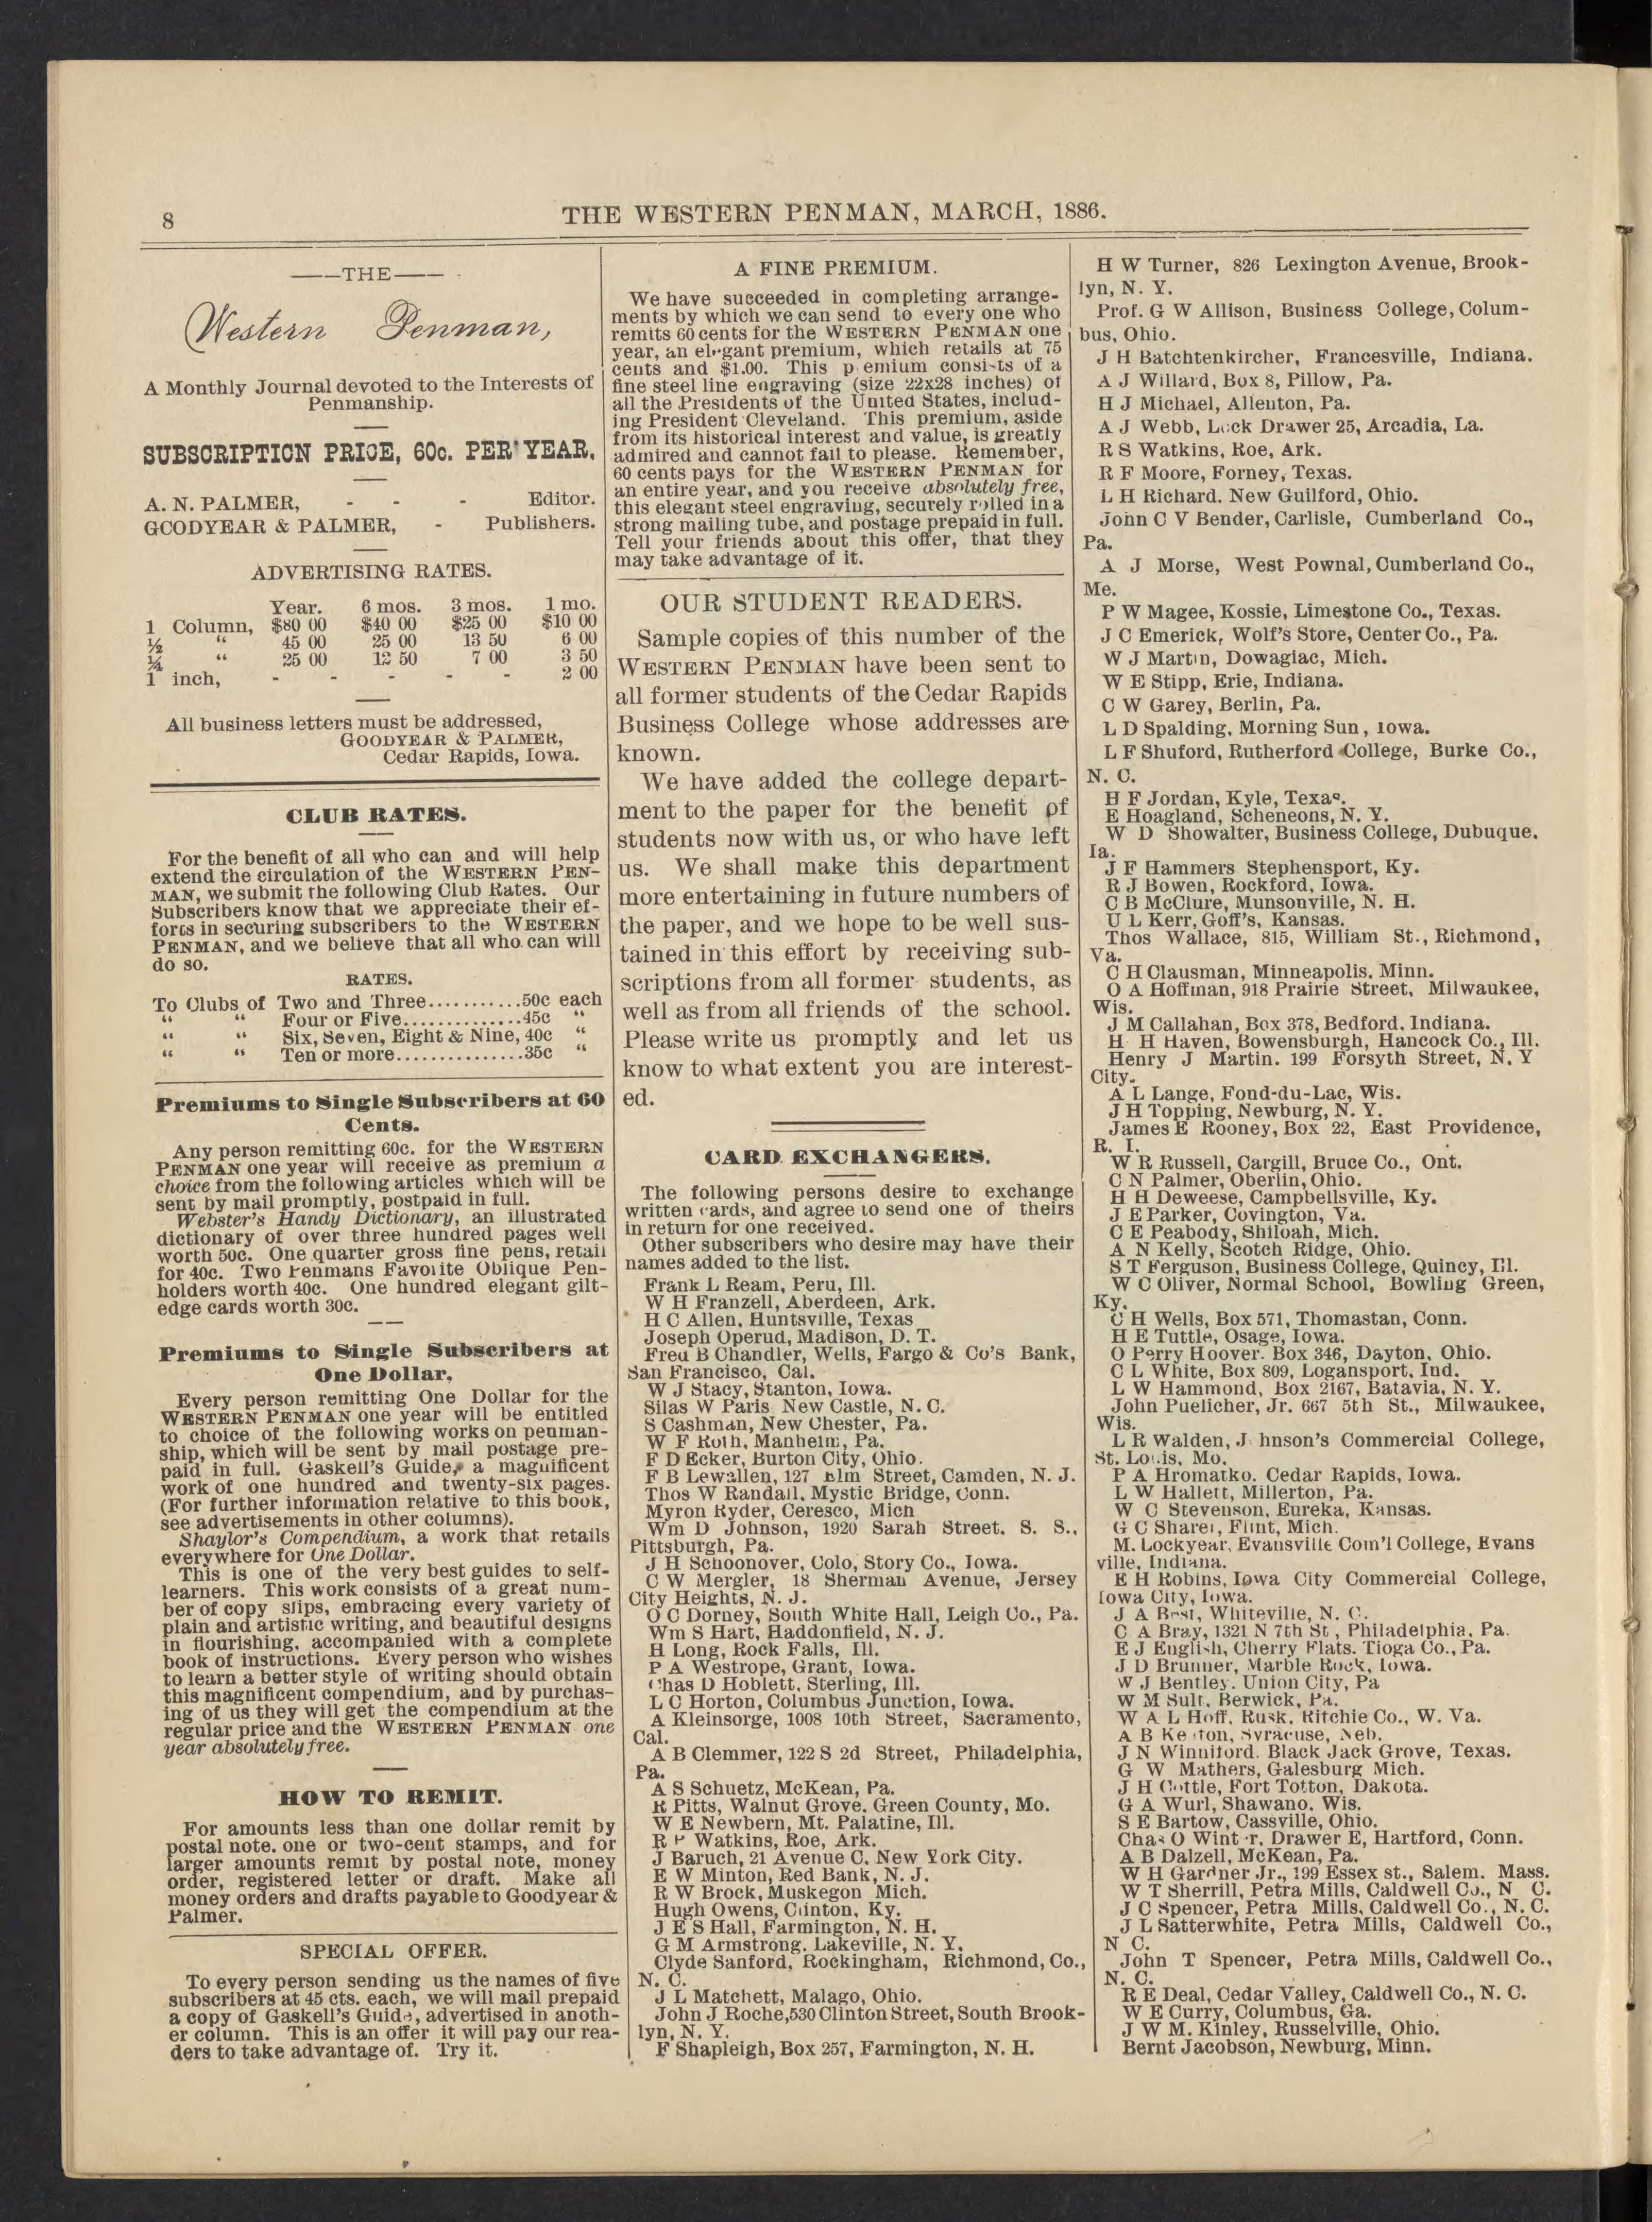 8
THE WESTERN PENMAN, MARCH, 1886.
——THE——
Western Penman,
A Monthly Journal devoted to the Interests of
Penmanship.
SUBSCRIPTION PRICE, 60c. PER YEAR.
A. N. PALMER, - - - Editor.
GOODYEAR & PALMER, - Publishers.
ADVERTISING RATES.
Year. 6 mos. 3 mos. 1 mo.
1 Column, $80 00 $40 00 $25 00 $10 00
½ “ 45 00 25 00 13 50 6 00
¼ “ 25 00 12 50 7 00 3 50
1 inch, - - - - - 2 00
All business letters must be addressed,
GOODYEAR & PALMER,
Cedar Rapids, Iowa.
CLUB RATES.
For the benefit of all who can and will help
extend the circulation of the WESTERN PEN-
MAN, we submit the following Club Rates. Our
Subscribers know that we appreciate their ef-
forts in securing subscribers to the WESTERN
PENMAN, and we believe that all who can will
do so.
RATES.
To Clubs of Two and Three...........50c each
“ “ Four or Five..............45c “
“ “ Six, Seven, Eight & Nine, 40c “
“ “ Ten or more...............35c “
Premiums to Single Subscribers at 60
Cents.
Any person remitting 60c. for the WESTERN
PENMAN one year will receive as premium a
choice from the following articles which will be
sent by mail promptly, postpaid in full.
Webster's Handy Dictionary, an illustrated
dictionary of over three hundred pages well
worth 50c. One quarter gross fine pens, retail
for 40c. Two Penmans Favorite Oblique Pen-
holders worth 40c. One hundred elegant gilt-
edge cards worth 30c.
Premiums to Single Subscribers at
One Dollar,
Every person remitting One Dollar for the
WESTERN PENMAN one year will be entitled
to choice of the following works on penman-
ship, which will be sent by mail postage pre-
paid in full. Gaskell's Guide, a magnificent
work of one hundred and twenty-six pages.
(For further information relative to this book,
see advertisements in other columns).
Shaylor's Compendium, a work that retails
everywhere for One Dollar.
This is one of the very best guides to self-
learners. This work consists of a great num-
ber of copy slips, embracing every variety of
plain and artistic writing, and beautiful designs
in flourishing, accompanied with a complete
book of instructions. Every person who wishes
to learn a better style of writing should obtain
this magnificent compendium, and by purchas-
ing of us they will get the compendium at the
regular price and the WESTERN PENMAN one
year absolutely free.
HOW TO REMIT.
For amounts less than one dollar remit by
postal note. one or two-cent stamps, and for
larger amounts remit by postal note, money
order, registered letter or draft. Make all
money orders and drafts payable to Goodyear &
Palmer.
SPECIAL OFFER.
To every person sending us the names of five
subscribers at 45 cts. each, we will mail prepaid
a copy of Gaskell's Guide, advertised in anoth-
er column. This is an offer it will pay our rea-
ders to take advantage of. Try it.
A FINE PREMIUM.
We have succeeded in completing arrange-
ments by which we can send to every one who
remits 60 cents for the WESTERN PENMAN one
year, an elegant premium, which retails at 75
cents and $1.00. This premium consists of a
fine steel line engraving (size 22x28 inches) of
all the Presidents of the United States, includ-
ing President Cleveland. This premium, aside
from its historical interest and value, is greatly
admired and cannot fail to please. Remember,
60 cents pays for the WESTERN PENMAN for
an entire year, and you receive absolutely free,
this elegant steel engraving, securely rolled in a
strong mailing tube, and postage prepaid in full.
Tell your friends about this offer, that they
may take advantage of it.
OUR STUDENT READERS.
Sample copies of this number of the
WESTERN PENMAN have been sent to
all former students of the Cedar Rapids
Business College whose addresses are
known.
We have added the college depart-
ment to the paper for the benefit of
students now with us, or who have left
us. We shall make this department
more entertaining in future numbers of
the paper, and we hope to be well sus-
tained in this effort by receiving sub-
scriptions from all former students, as
well as from all friends of the school.
Please write us promptly and let us
know to what extent you are interest-
ed.
CARD EXCHANGERS.
The following persons desire to exchange
written cards, and agree to send one of theirs
in return for one received.
Other subscribers who desire may have their
names added to the list.
Frank L Ream, Peru, Ill.
W H Franzell, Aberdeen, Ark.
H C Allen, Huntsville, Texas
Joseph Operud, Madison, D. T.
Fred B Chandler, Wells, Fargo & Co's Bank,
San Francisco, Cal.
W J Stacy, Stanton, Iowa.
Silas W Paris New Castle, N. C.
S Cashman, New Chester, Pa.
W F Roth, Manheim, Pa.
F D Ecker, Burton City, Ohio.
F B Lewallen, 127 Elm Street, Camden, N. J.
Thos W Randall, Mystic Bridge, Conn.
Myron Ryder, Ceresco, Mich
Wm D Johnson, 1920 Sarah Street, S. S.,
Pittsburgh, Pa.
J H Schoonover, Colo, Story Co., Iowa.
C W Mergler, 18 Sherman Avenue, Jersey
City Heights, N. J.
O C Dorney, South White Hall, Leigh Co., Pa.
Wm S Hart, Haddonfield, N. J.
H Long, Rock Falls, Ill.
P A Westrope, Grant, Iowa.
Chas D Hoblett, Sterling, Ill.
L C Horton, Columbus Junction, Iowa.
A Kleinsorge, 1008 10th Street, Sacramento,
Cal.
A B Clemmer, 122 S 2d Street, Philadelphia,
Pa.
A S Schuetz, McKean, Pa.
R Pitts, Walnut Grove, Green County, Mo.
W E Newbern, Mt. Palatine, Ill.
R P Watkins, Roe, Ark.
J Baruch, 21 Avenue C, New York City.
E W Minton, Red Bank, N. J.
R W Brock, Muskegon Mich.
Hugh Owens, Clinton, Ky.
J E S Hall, Farmington, N. H.
G M Armstrong. Lakeville, N. Y.
Clyde Sanford, Rockingham, Richmond, Co.,
N. C.
J L Matchett, Malago, Ohio.
John J Roche, 530 Clinton Street, South Brook-
lyn, N. Y.
F Shapleigh, Box 257, Farmington, N. H.
H W Turner, 826 Lexington Avenue, Brook-
lyn, N. Y.
Prof. G W Allison, Business College, Colum-
bus, Ohio.
J H Batchtenkircher, Francesville, Indiana.
A J Willard, Box 8, Pillow, Pa.
H J Michael, Allenton, Pa.
A J Webb, Lock Drawer 25, Arcadia, La.
R S Watkins, Roe, Ark.
R F Moore, Forney, Texas.
L H Richard. New Guilford, Ohio.
John C V Bender, Carlisle, Cumberland Co.,
Pa.
A J Morse, West Pownal, Cumberland Co.,
Me.
P W Magee, Kossie, Limestone Co., Texas.
J C Emerick, Wolf's Store, Center Co., Pa.
W J Martin, Dowagiac, Mich.
W E Stipp, Erie, Indiana.
C W Garey, Berlin, Pa.
L D Spalding, Morning Sun, Iowa.
L F Shuford, Rutherford College, Burke Co.,
N. C.
H F Jordan, Kyle, Texas.
E Hoagland, Scheneons, N. Y.
W D Showalter, Business College, Dubuque,
Ia.
J F Hammers Stephensport, Ky.
R J Bowen, Rockford, Iowa.
C B McClure, Munsonville, N. H.
U L Kerr, Goff's, Kansas.
Thos Wallace, 815, William St., Richmond,
Va.
C H Clausman, Minneapolis, Minn.
O A Hoffman, 918 Prairie Street, Milwaukee,
Wis.
J M Callahan, Box 378, Bedford, Indiana.
H H Haven, Bowensburgh, Hancock Co., Ill.
Henry J Martin. 199 Forsyth Street, N. Y
City.
A L Lange, Fond-du-Lac, Wis.
J H Topping, Newburg, N. Y.
James E Rooney, Box 22, East Providence,
R. I.
W R Russell, Cargill, Bruce Co., Ont.
C N Palmer, Oberlin, Ohio.
H H Deweese, Campbellsville, Ky.
J E Parker, Covington, Va.
C E Peabody, Shiloah, Mich.
A N Kelly, Scotch Ridge, Ohio.
S T Ferguson, Business College, Quincy, Ill.
W C Oliver, Normal School, Bowling Green,
Ky.
C H Wells, Box 571, Thomastan, Conn.
H E Tuttle, Osage, Iowa.
O Perry Hoover. Box 346, Dayton, Ohio.
C L White, Box 809, Logansport, Ind.
L W Hammond, Box 2167, Batavia, N. Y.
John Puelicher, Jr. 667 5th St., Milwaukee,
Wis.
L R Walden, J hnson's Commercial College,
St. Louis, Mo.
P A Hromatko. Cedar Rapids, Iowa.
L W Hallett, Millerton, Pa.
W C Stevenson, Eureka, Kansas.
G C Sharer, Flint, Mich.
M. Lockyear, Evansville Com'l College, Evans
ville, Indiana.
E H Robins, Iowa City Commercial College,
Iowa City, Iowa.
J A Best, Whiteville, N. C.
C A Bray, 1321 N 7th St, Philadelphia, Pa.
E J English, Cherry Flats. Tioga Co., Pa.
J D Brunner, Marble Rock, Iowa.
W J Bentley. Union City, Pa
W M Sult, Berwick, Pa.
W A L Hoff, Rusk, Ritchie Co., W. Va.
A B , Syracuse, Neb.
J N Winniford. Black Jack Grove, Texas.
G W Mathers, Galesburg Mich.
J H Cottle, Fort Totton, Dakota.
G A Wurl, Shawano, Wis.
S E Bartow, Cassville, Ohio.
Chas O Wint r, Drawer E, Hartford, Conn.
A B Dalzell, McKean, Pa.
W H Gardner Jr., 199 Essex st., Salem. Mass.
W T Sherrill, Petra Mills, Caldwell Co., N C.
J C Spencer, Petra Mills, Caldwell Co., N. C.
J L Satterwhite, Petra Mills, Caldwell Co.,
N C.
John T Spencer, Petra Mills, Caldwell Co.,
N. C.
R E Deal, Cedar Valley, Caldwell Co., N. C.
W E Curry, Columbus, Ga.
J W M. Kinley, Russelville, Ohio.
Bernt Jacobson, Newburg, Minn.